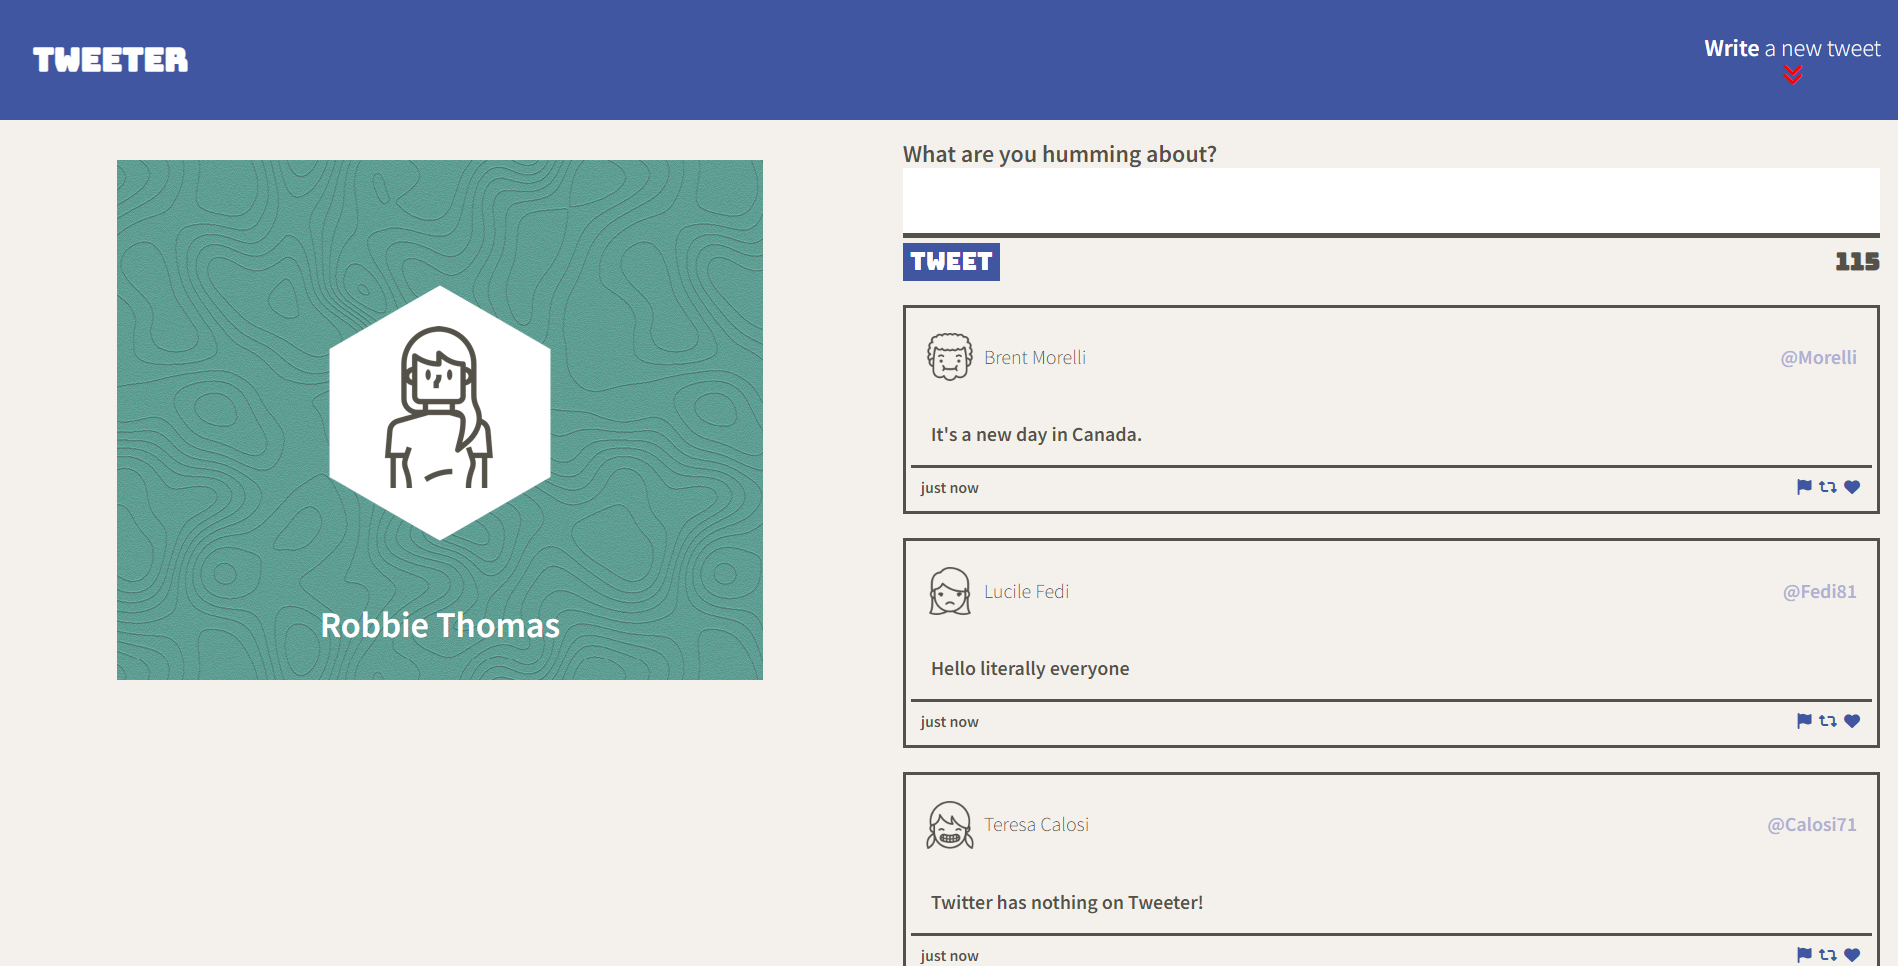 TWEETER
Write a new tweet
Robbie Thomas
What are you humming about?
TWEET
115
Brent Morelli
@Morelli
It's a new day in Canada.
just now
Lucile Fedi
@Fedi81
Hello literally everyone
just now
Teresa Calosi
@Calosi71
Twitter has nothing on Tweeter!
just now